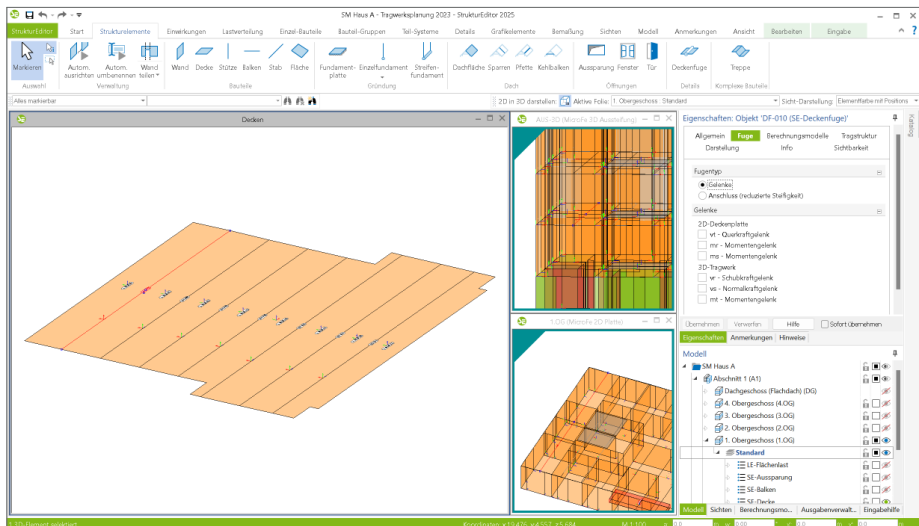 SM Haus A - Tragwerksplanung 2023 - StrukturEditor 2025
StrukturEditor Start Strukturelemente Einwirkungen Lastverteilung Einzel-Bauteile Bauteil-Gruppen Teil-Systeme Details Grafikelemente Bemaßung Sichten Modell Anmerkungen Ansicht Bearbeiten Eingabe
Markieren
Autom. ausrichten
Autom. umbenennen
Wand teilen
Wand Decke Stütze Balken Stab Fläche
Fundament-platte
Einzelfundament
Streifen-fundament
Dachfläche Sparren Pfette Kehlbalken
Aussparung Fenster Tür
Deckenfuge
Treppe
Auswahl Verwaltung Bauteile Gründung Dach Öffnungen Details Komplexe Bauteile
Alles markierbar
2D in 3D darstellen: Aktive Folie: 1. Obergeschoss : Standard
Sicht-Darstellung: Elementfarbe mit Positions
Decken
(MicroFe 3D Aussteifung)
1.OG (MicroFe 2D Platte)
Eigenschaften: Objekt 'DF-010 (SE-Deckenfuge)'
Katalog
Allgemein Fuge Berechnungsmodelle Tragstruktur
Darstellung Info Sichtbarkeit
Fugentyp
Gelenke
Anschluss (reduzierte Steifigkeit)
Gelenke
2D-Deckenplatte
vt - Querkraftgelenk
mr - Momentengelenk
ms - Momentengelenk
3D-Tragwerk
vr - Schubkraftgelenk
vs - Normalkraftgelenk
mt - Momentengelenk
Übernehmen Verwerfen Hilfe Sofort übernehmen
Eigenschaften Anmerkungen Hinweise
Modell
SM Haus A
Abschnitt 1 (A1)
Dachgeschoss (Flachdach) (DG)
4. Obergeschoss (4.OG)
3. Obergeschoss (3.OG)
2. Obergeschoss (2.OG)
1. Obergeschoss (1.OG)
Standard
LE-Flächenlast
SE-Aussparung
SE-Balken
SE-Decke
Modell Sichten Berechnungsmo... Ausgabenverwalt... Eingabehilfe
1 3D-Element selektiert
M 1:100